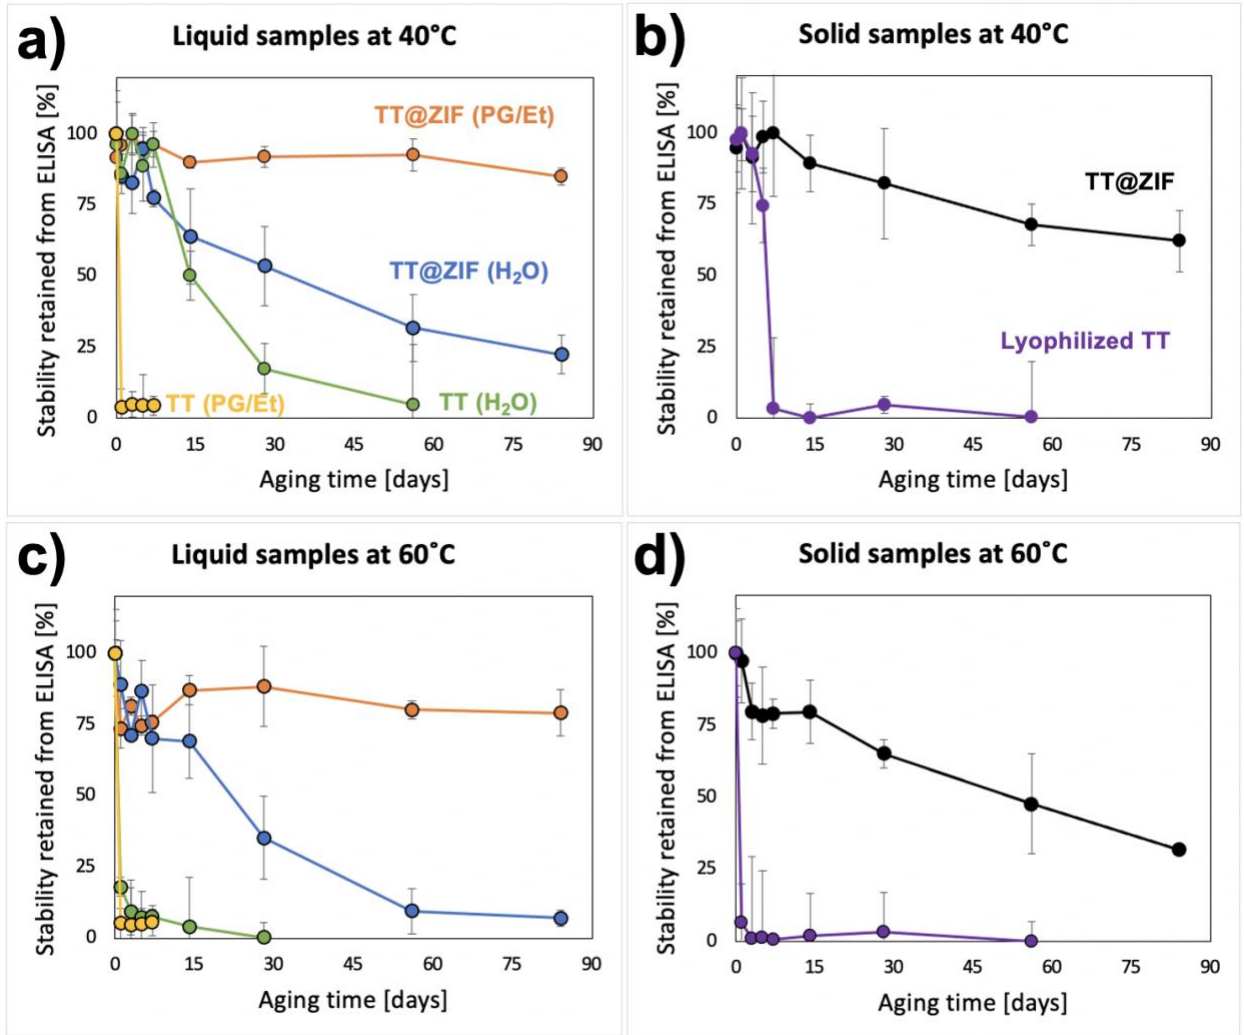 a)
Liquid samples at 40°C
Stability retained from ELISA [%]
100
75
50
25
0
TT@ZIF (PG/Et)
TT@ZIF (H₂O)
TT (PG/Et)
TT (H₂O)
0 15 30 45 60 75 90
Aging time [days]
b)
Solid samples at 40°C
Stability retained from ELISA [%]
100
75
50
25
0
TT@ZIF
Lyophilized TT
0 15 30 45 60 75 90
Aging time [days]
c)
Liquid samples at 60°C
Stability retained from ELISA [%]
100
75
50
25
0
0 15 30 45 60 75 90
Aging time [days]
d)
Solid samples at 60°C
Stability retained from ELISA [%]
100
75
50
25
0
0 15 30 45 60 75 90
Aging time [days]